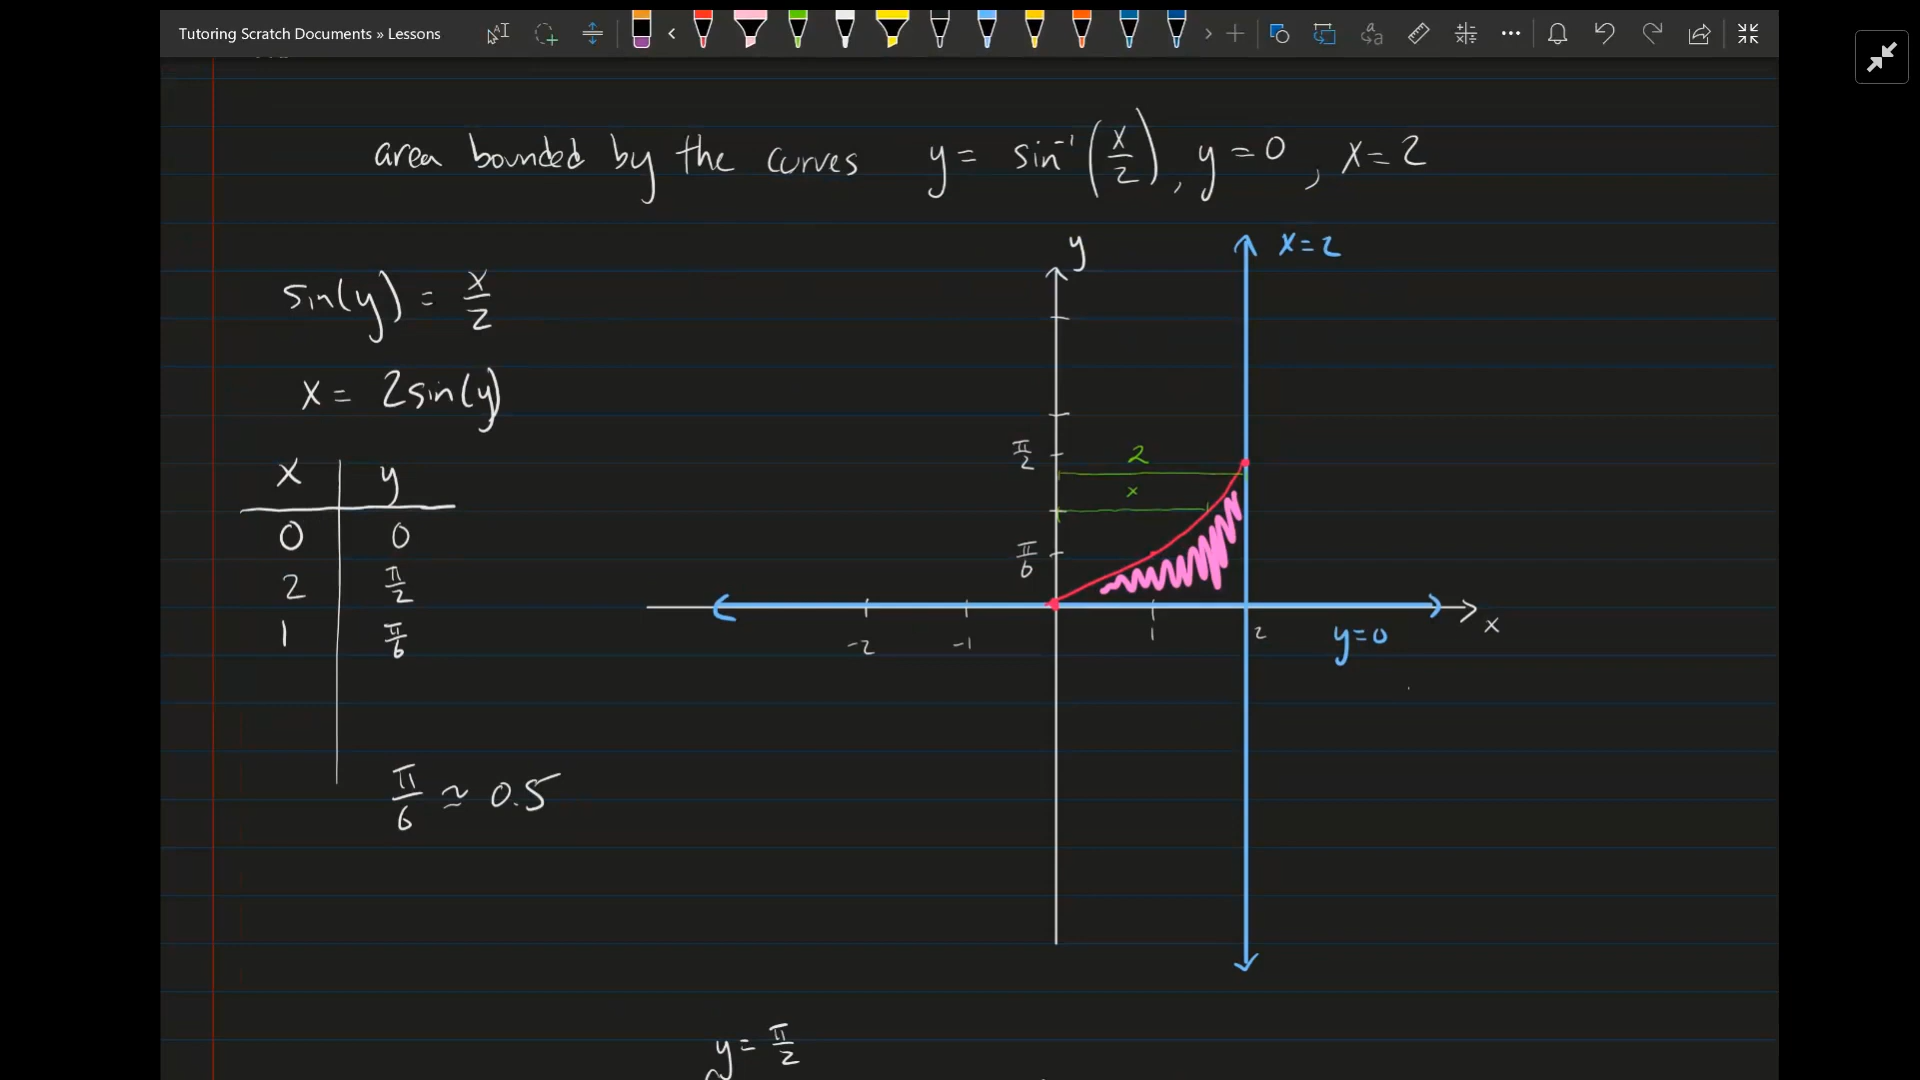 Tutoring Scratch Documents » Lessons
area bounded by the curves y = sin⁻¹(x/2), y = 0, x = 2
y
x = 2
sin(y) = x/2
x = 2sin(y)
x y
0 0
2 π/2
1 π/6
π/2
2
x
π/6
-2 -1 1 2
x
y = 0
π/6 ≈ 0.5
y = π/2